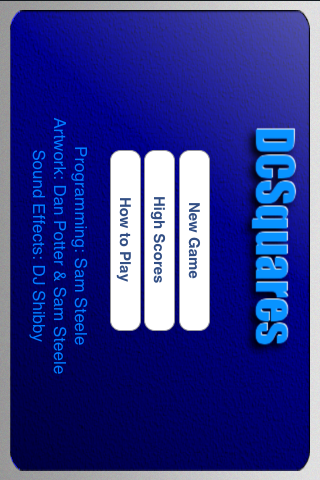 DCSquares
New Game
High Scores
How to Play
Programming: Sam Steele
Artwork: Dan Potter & Sam Steele
Sound Effects: DJ Shibby